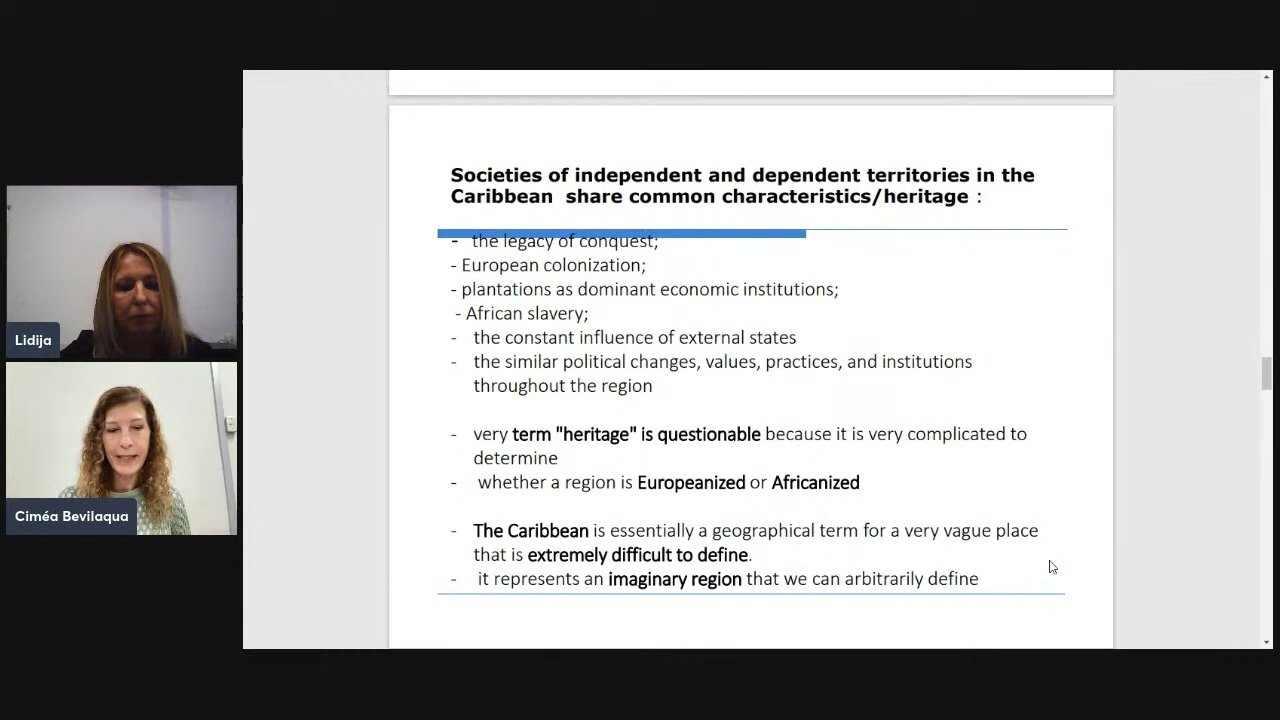 Societies of independent and dependent territories in the
Caribbean  share common characteristics/heritage :
-  the legacy of conquest;
- European colonization;
- plantations as dominant economic institutions;
- African slavery;
-  the constant influence of external states
-  the similar political changes, values, practices, and institutions
throughout the region
-  very term "heritage" is questionable because it is very complicated to
determine
-  whether a region is Europeanized or Africanized
-  The Caribbean is essentially a geographical term for a very vague place
that is extremely difficult to define.
-  it represents an imaginary region that we can arbitrarily define
Lidija
Ciméa Bevilaqua